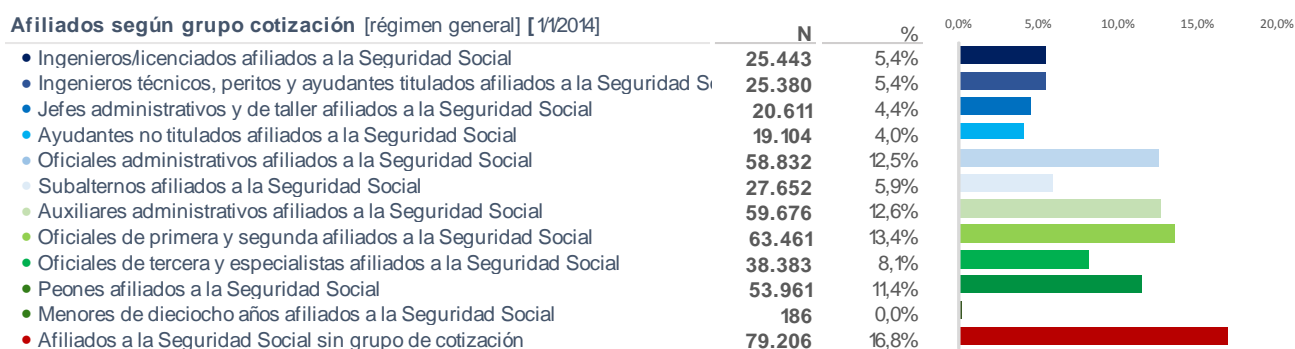 Afiliados según grupo cotización [régimen general] [1/1/2014] N % 0,0% 5,0% 10,0% 15,0% 20,0%
Ingenieros/licenciados afiliados a la Seguridad Social 25.443 5,4%
Ingenieros técnicos, peritos y ayudantes titulados afiliados a la Seguridad S 25.380 5,4%
Jefes administrativos y de taller afiliados a la Seguridad Social 20.611 4,4%
Ayudantes no titulados afiliados a la Seguridad Social 19.104 4,0%
Oficiales administrativos afiliados a la Seguridad Social 58.832 12,5%
Subalternos afiliados a la Seguridad Social 27.652 5,9%
Auxiliares administrativos afiliados a la Seguridad Social 59.676 12,6%
Oficiales de primera y segunda afiliados a la Seguridad Social 63.461 13,4%
Oficiales de tercera y especialistas afiliados a la Seguridad Social 38.383 8,1%
Peones afiliados a la Seguridad Social 53.961 11,4%
Menores de dieciocho años afiliados a la Seguridad Social 186 0,0%
Afiliados a la Seguridad Social sin grupo de cotización 79.206 16,8%